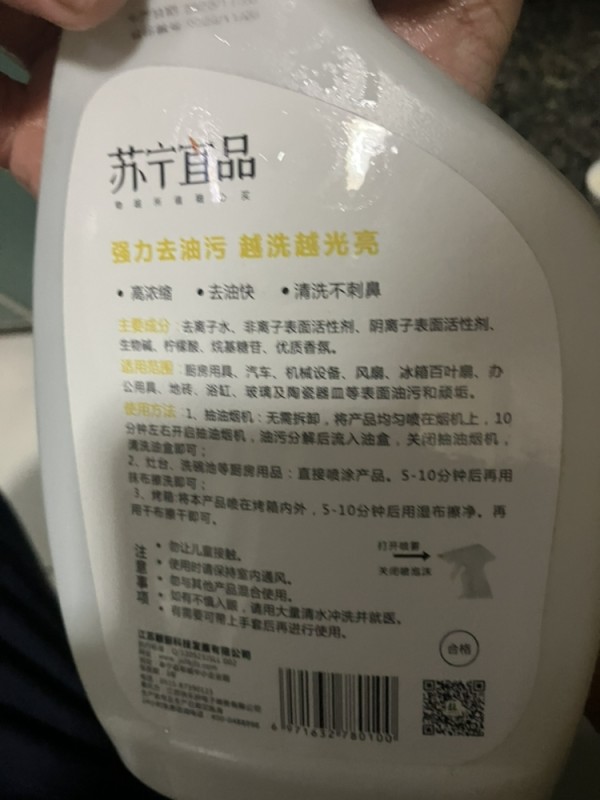 苏宁宜品
强力去油污 越洗越光亮
• 高浓缩 • 去油快 • 清洗不刺鼻
主要成分：去离子水、非离子表面活性剂、阴离子表面活性剂、
生物碱、柠檬酸、烷基糖苷、优质香氛。
适用范围：厨房用具、汽车、机械设备、风扇、冰箱百叶扇、办
公用具、地砖、浴缸、玻璃及陶瓷器皿等表面油污和顽垢。
使用方法：1、抽油烟机：无需拆卸，将产品均匀喷在烟机上，10
分钟左右开启抽油烟机，油污分解后流入油盒，关闭抽油烟机，
清洗油盒即可；
2、灶台、洗碗池等厨房用品：直接喷涂产品。5-10分钟后再用
抹布擦洗即可；
3、烤箱:将本产品喷在烤箱内外，5-10分钟后用湿布擦净。再
用干布擦干即可。
注意事项
• 勿让儿童接触。
• 使用时请保持室内通风。
• 勿与其他产品混合使用。
• 如有不慎入眼，请用大量清水冲洗并就医。
• 有需要可带上手套后再进行使用。
打开喷雾
关闭喷泡沫
合格
科技发展有限公司
6 971632 780100